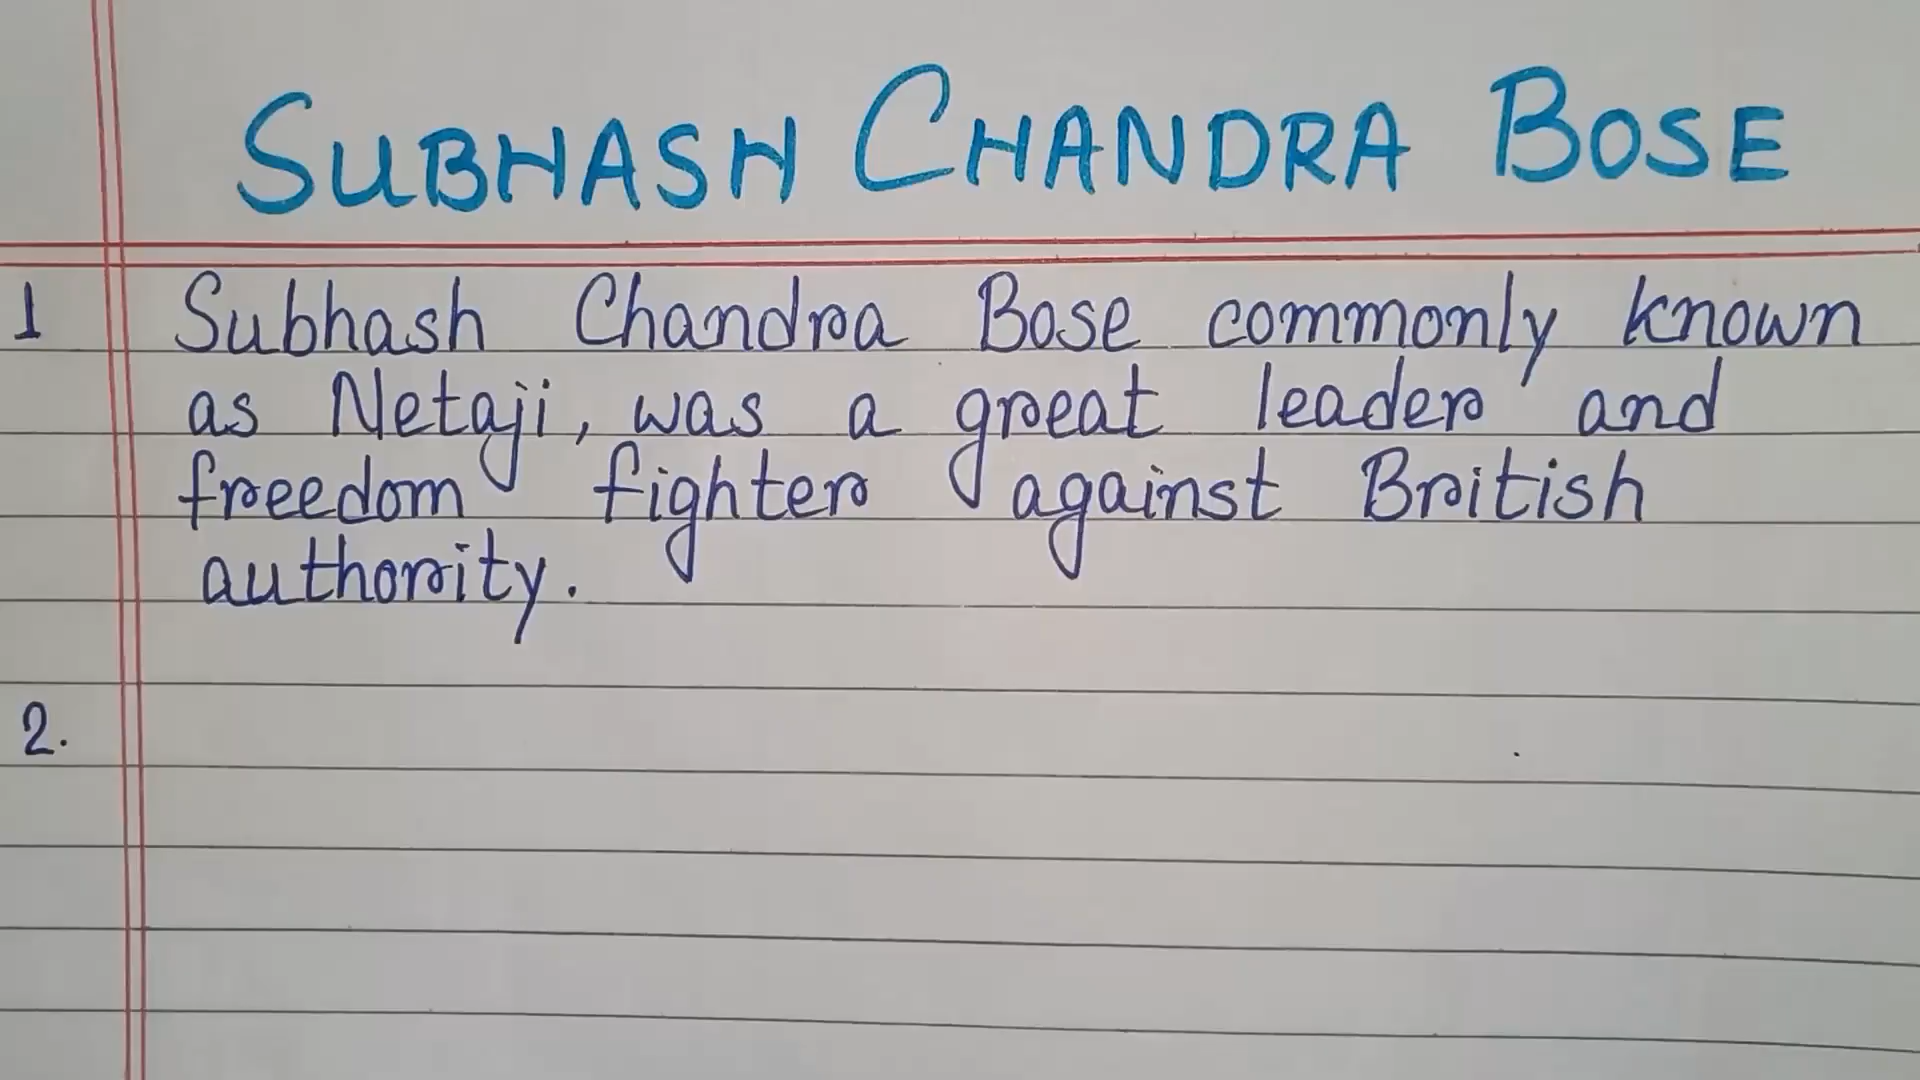 SUBHASH CHANDRA BOSE
1 Subhash Chandra Bose commonly known
as Netaji, was a great leader and
freedom fighter against British
authority.
2.